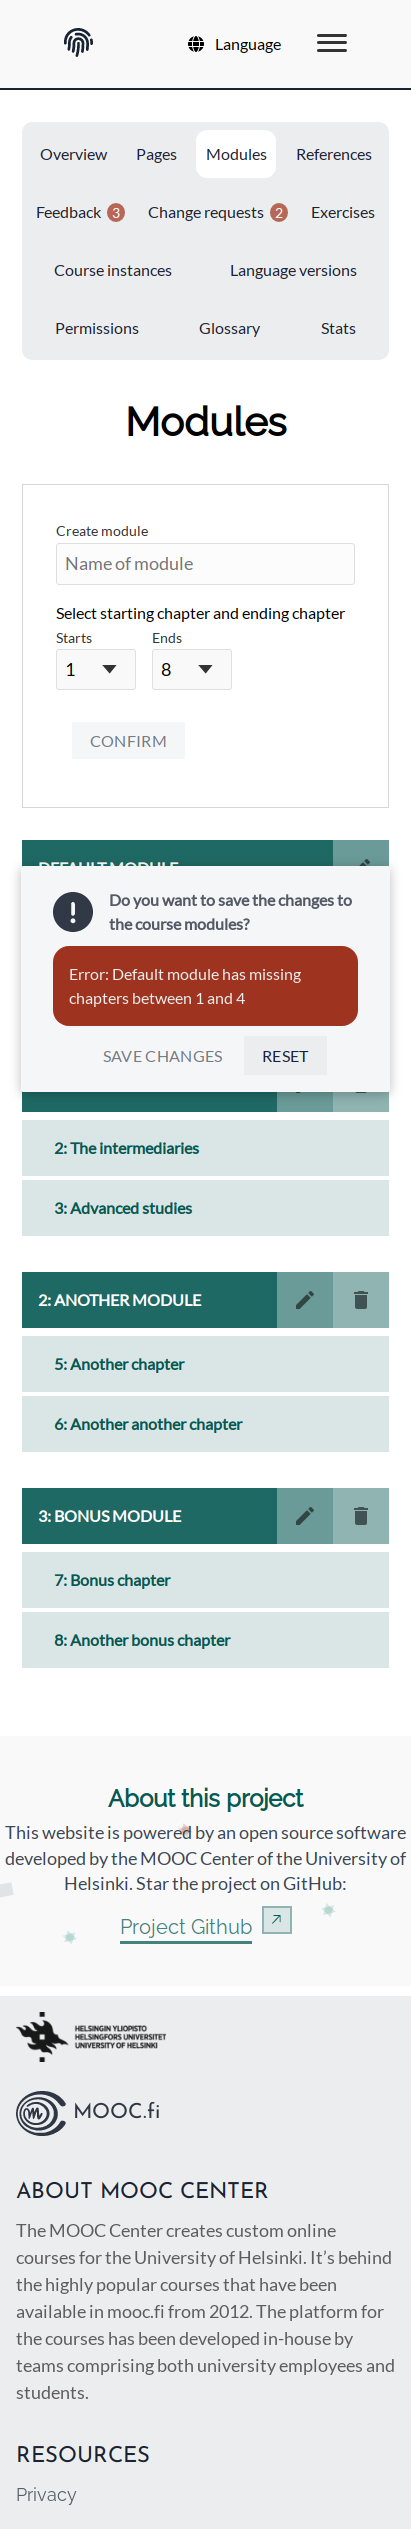 Language
Overview Pages Modules References
Feedback 3 Change requests 2 Exercises
Course instances Language versions
Permissions Glossary Stats
Modules
Create module
Name of module
Select starting chapter and ending chapter
Starts Ends
1 8
CONFIRM
DEFAULT MODULE
Do you want to save the changes to
the course modules?
Error: Default module has missing
chapters between 1 and 4
SAVE CHANGES RESET
2: The intermediaries
3: Advanced studies
2: ANOTHER MODULE
5: Another chapter
6: Another another chapter
3: BONUS MODULE
7: Bonus chapter
8: Another bonus chapter
About this project
This website is powered by an open source software
developed by the MOOC Center of the University of
Helsinki. Star the project on GitHub:
Project Github
HELSINGIN YLIOPISTO
HELSINGFORS UNIVERSITET
UNIVERSITY OF HELSINKI
MOOC.fi
ABOUT MOOC CENTER
The MOOC Center creates custom online
courses for the University of Helsinki. It’s behind
the highly popular courses that have been
available in mooc.fi from 2012. The platform for
the courses has been developed in-house by
teams comprising both university employees and
students.
RESOURCES
Privacy